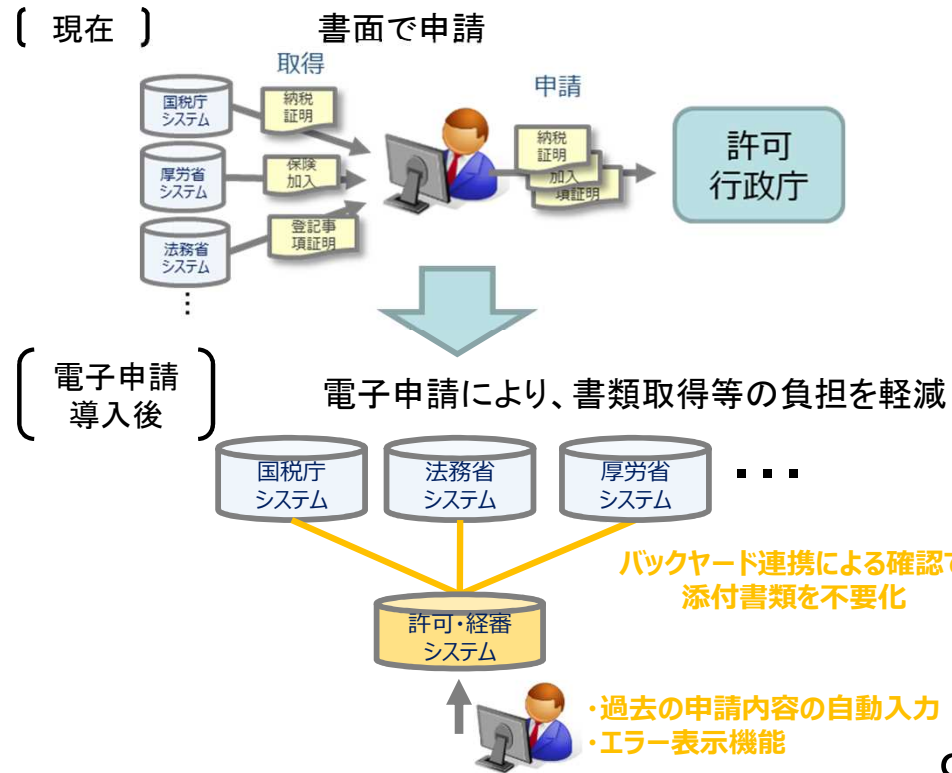 〔 現在 〕
書面で申請
取得
申請
国税庁
システム
納税
証明
厚労省
システム
保険
加入
法務省
システム
登記事
項証明
⋮
納税
証明
加入
項証明
許可
行政庁
〔 電子申請
導入後 〕
電子申請により、書類取得等の負担を軽減
国税庁
システム
法務省
システム
厚労省
システム
・・・
バックヤード連携による確認で
添付書類を不要化
許可・経審
システム
・過去の申請内容の自動入力
・エラー表示機能